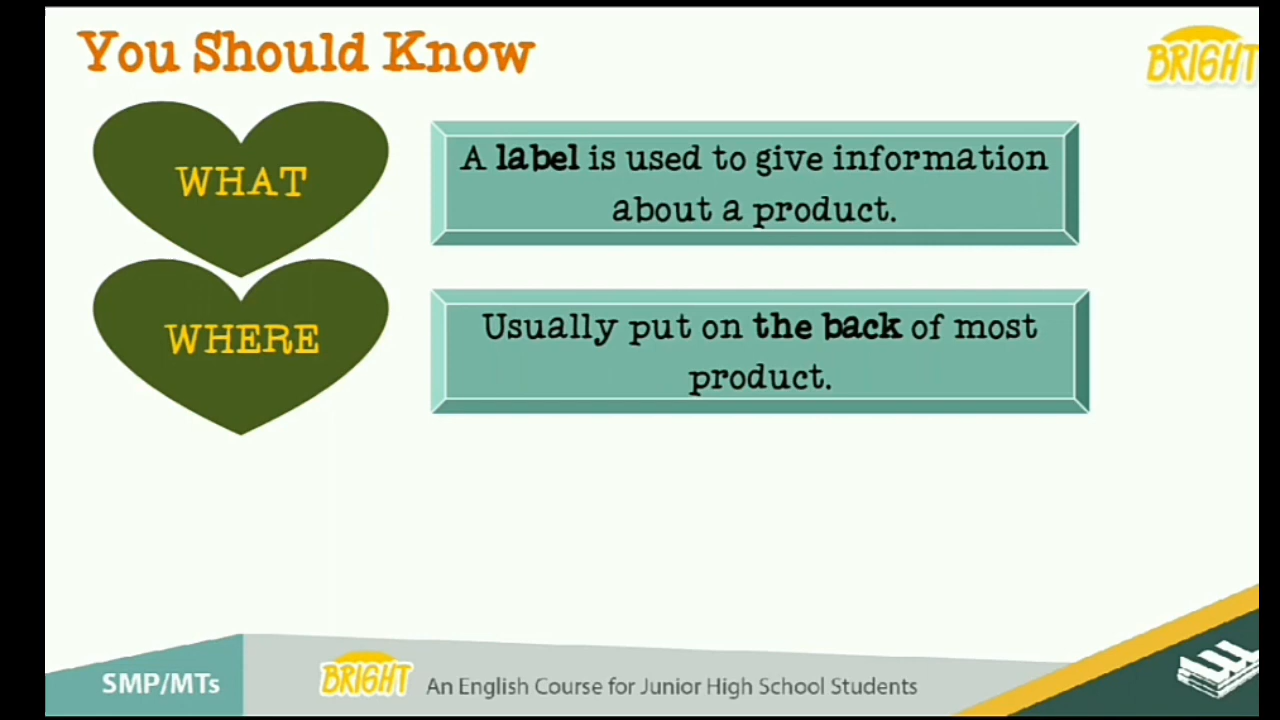 You Should Know
BRIGHT
WHAT
A label is used to give information
about a product.
WHERE
Usually put on the back of most
product.
SMP/MTs
BRIGHT
An English Course for Junior High School Students